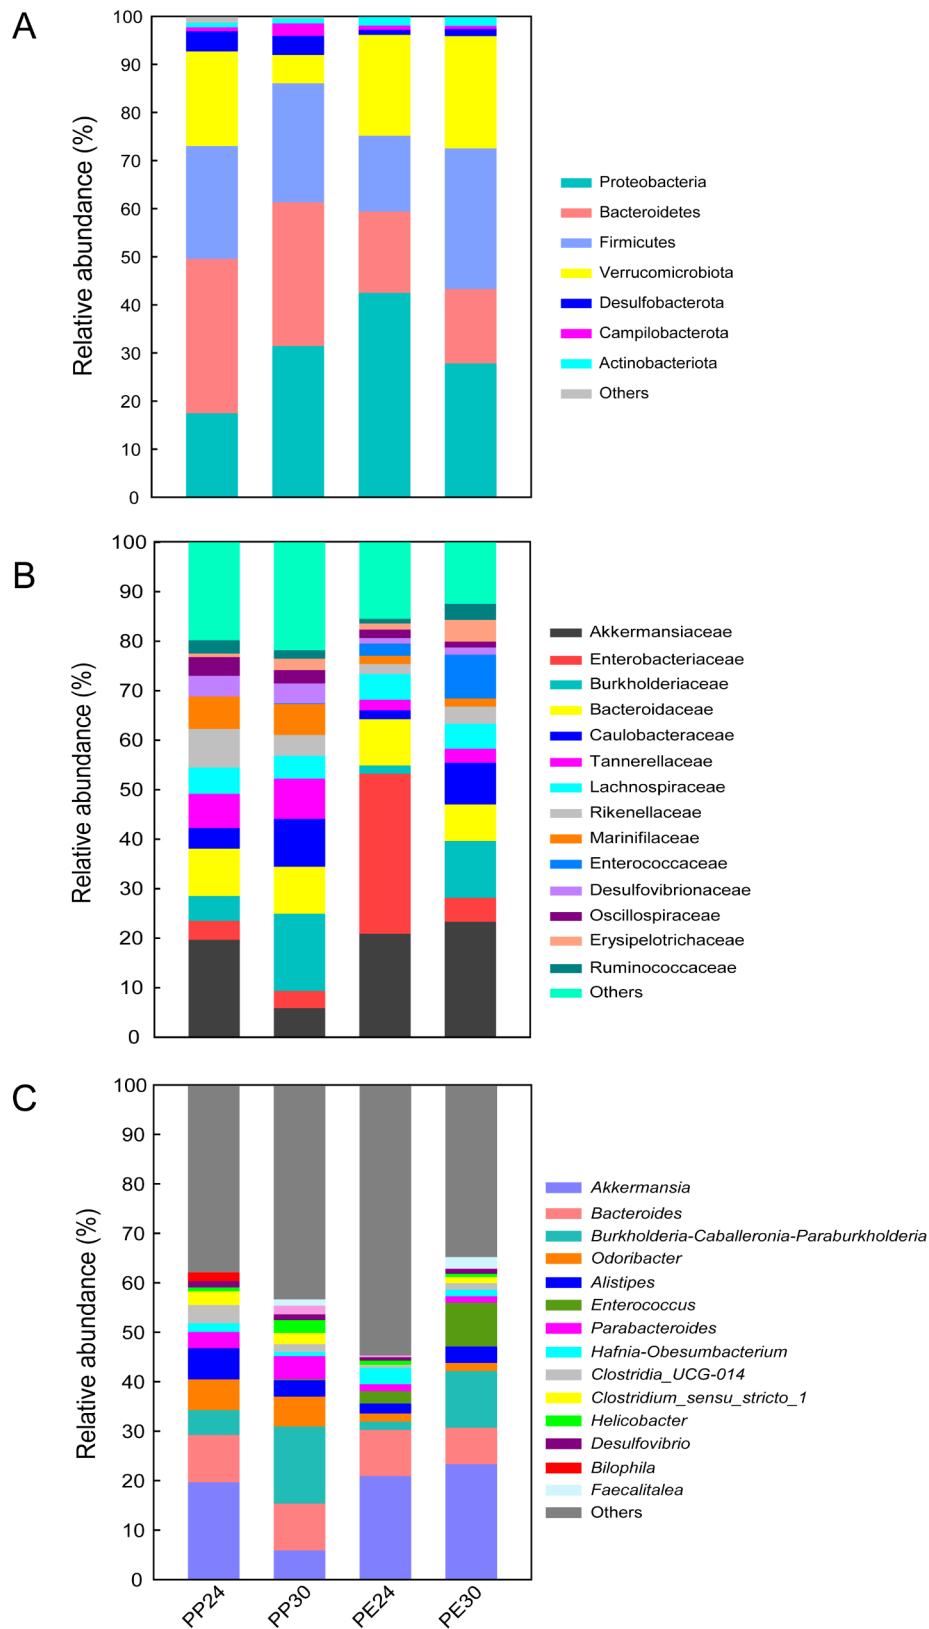 A
Relative abundance (%)
100
90
80
70
60
50
40
30
20
10
0
Proteobacteria
Bacteroidetes
Firmicutes
Verrucomicrobiota
Desulfobacterota
Campilobacterota
Actinobacteriota
Others
B
Relative abundance (%)
100
90
80
70
60
50
40
30
20
10
0
Akkermansiaceae
Enterobacteriaceae
Burkholderiaceae
Bacteroidaceae
Caulobacteraceae
Tannerellaceae
Lachnospiraceae
Rikenellaceae
Marinifilaceae
Enterococcaceae
Desulfovibrionaceae
Oscillospiraceae
Erysipelotrichaceae
Ruminococcaceae
Others
C
Relative abundance (%)
100
90
80
70
60
50
40
30
20
10
0
Akkermansia
Bacteroides
Burkholderia-Caballeronia-Paraburkholderia
Odoribacter
Alistipes
Enterococcus
Parabacteroides
Hafnia-Obesumbacterium
Clostridia_UCG-014
Clostridium_sensu_stricto_1
Helicobacter
Desulfovibrio
Bilophila
Faecalitalea
Others
PP24
PP30
PE24
PE30